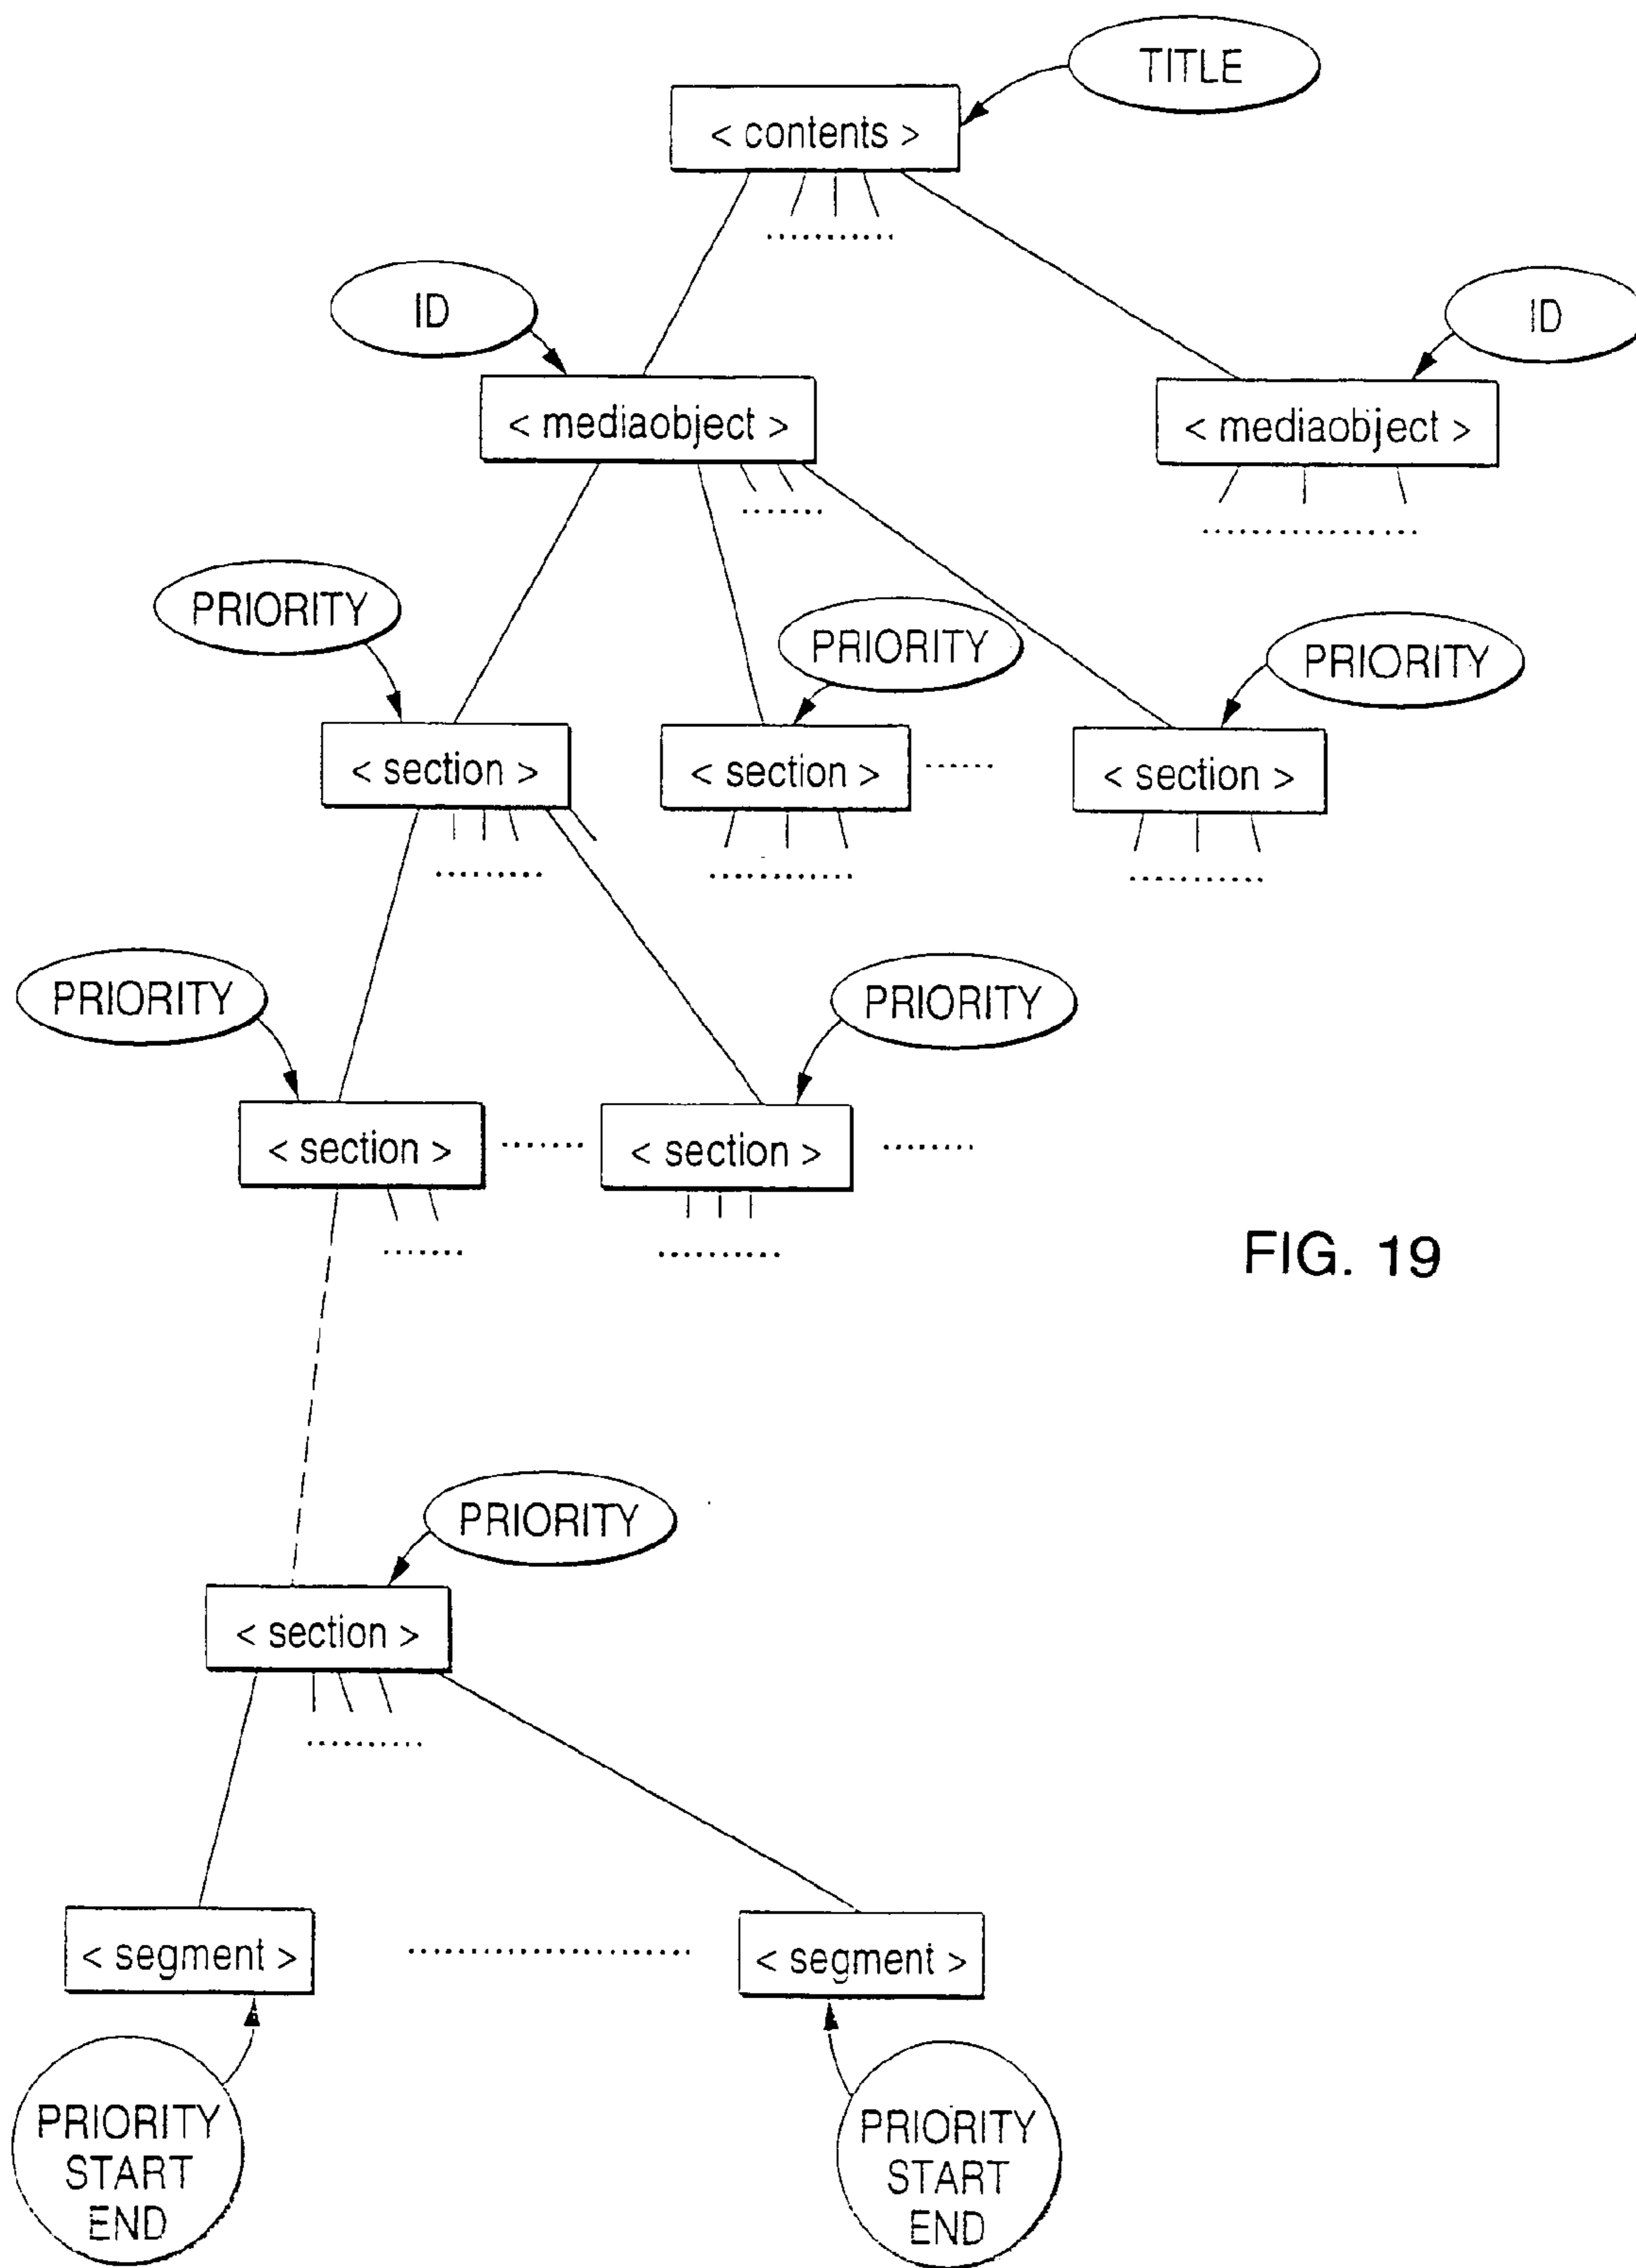 TITLE
< contents >
ID
ID
< mediaobject >
< mediaobject >
PRIORITY
PRIORITY
PRIORITY
< section >
< section >
< section >
PRIORITY
PRIORITY
< section >
< section >
FIG. 19
PRIORITY
< section >
< segment >
< segment >
PRIORITY
START
END
PRIORITY
START
END